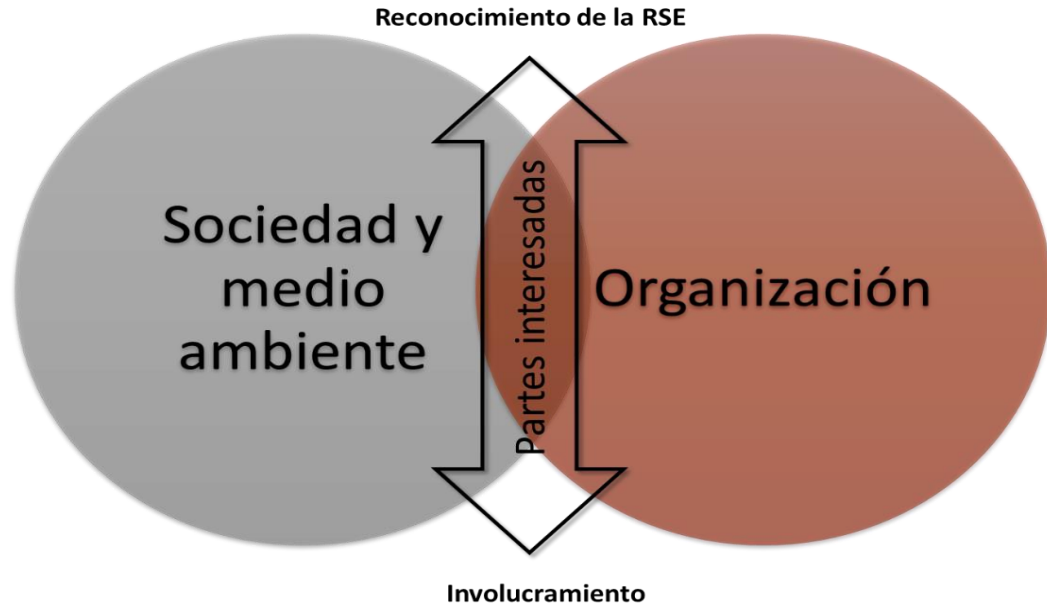 Reconocimiento de la RSE
Sociedad y
medio
ambiente
Partes interesadas
Organización
Involucramiento